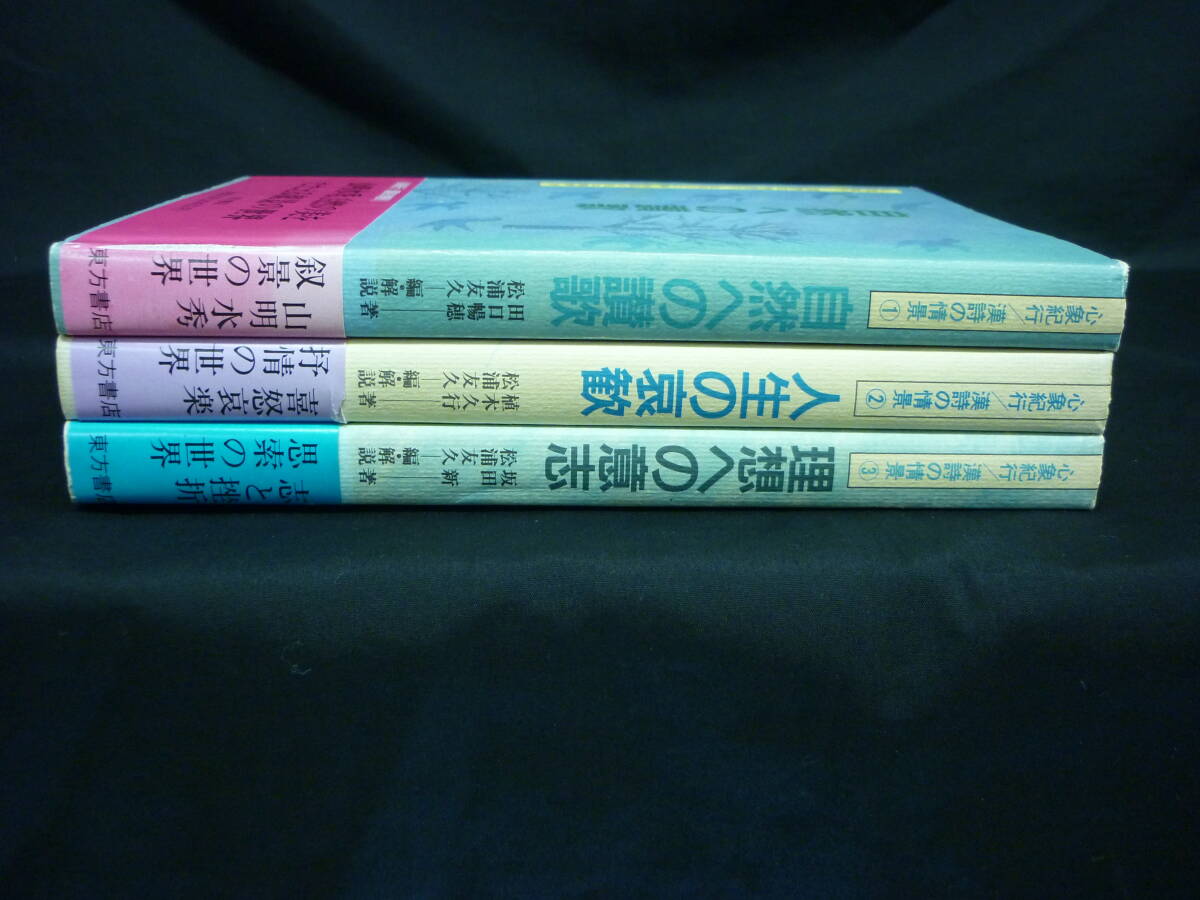 心象紀行/漢詩の情景①
自然への讃歌
田口暢穂
松浦友久
著
編・解説
山明水秀
叙景の世界
東方書店
心象紀行/漢詩の情景②
人生の哀歓
植木久行
松浦友久
著
編・解説
喜怒哀楽
抒情の世界
東方書店
心象紀行/漢詩の情景③
理想への意志
坂田新
松浦友久
著
編・解説
志と挫折
思索の世界
東方書店